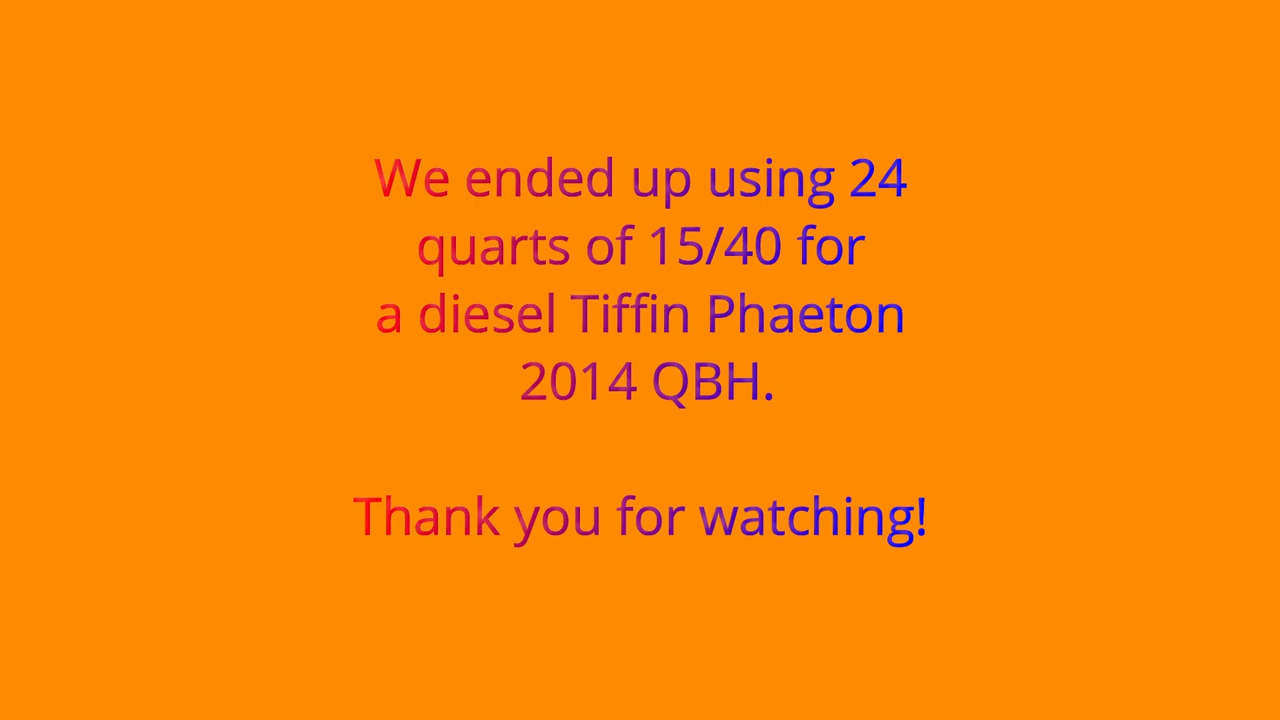 We ended up using 24
quarts of 15/40 for
a diesel Tiffin Phaeton
2014 QBH.
Thank you for watching!